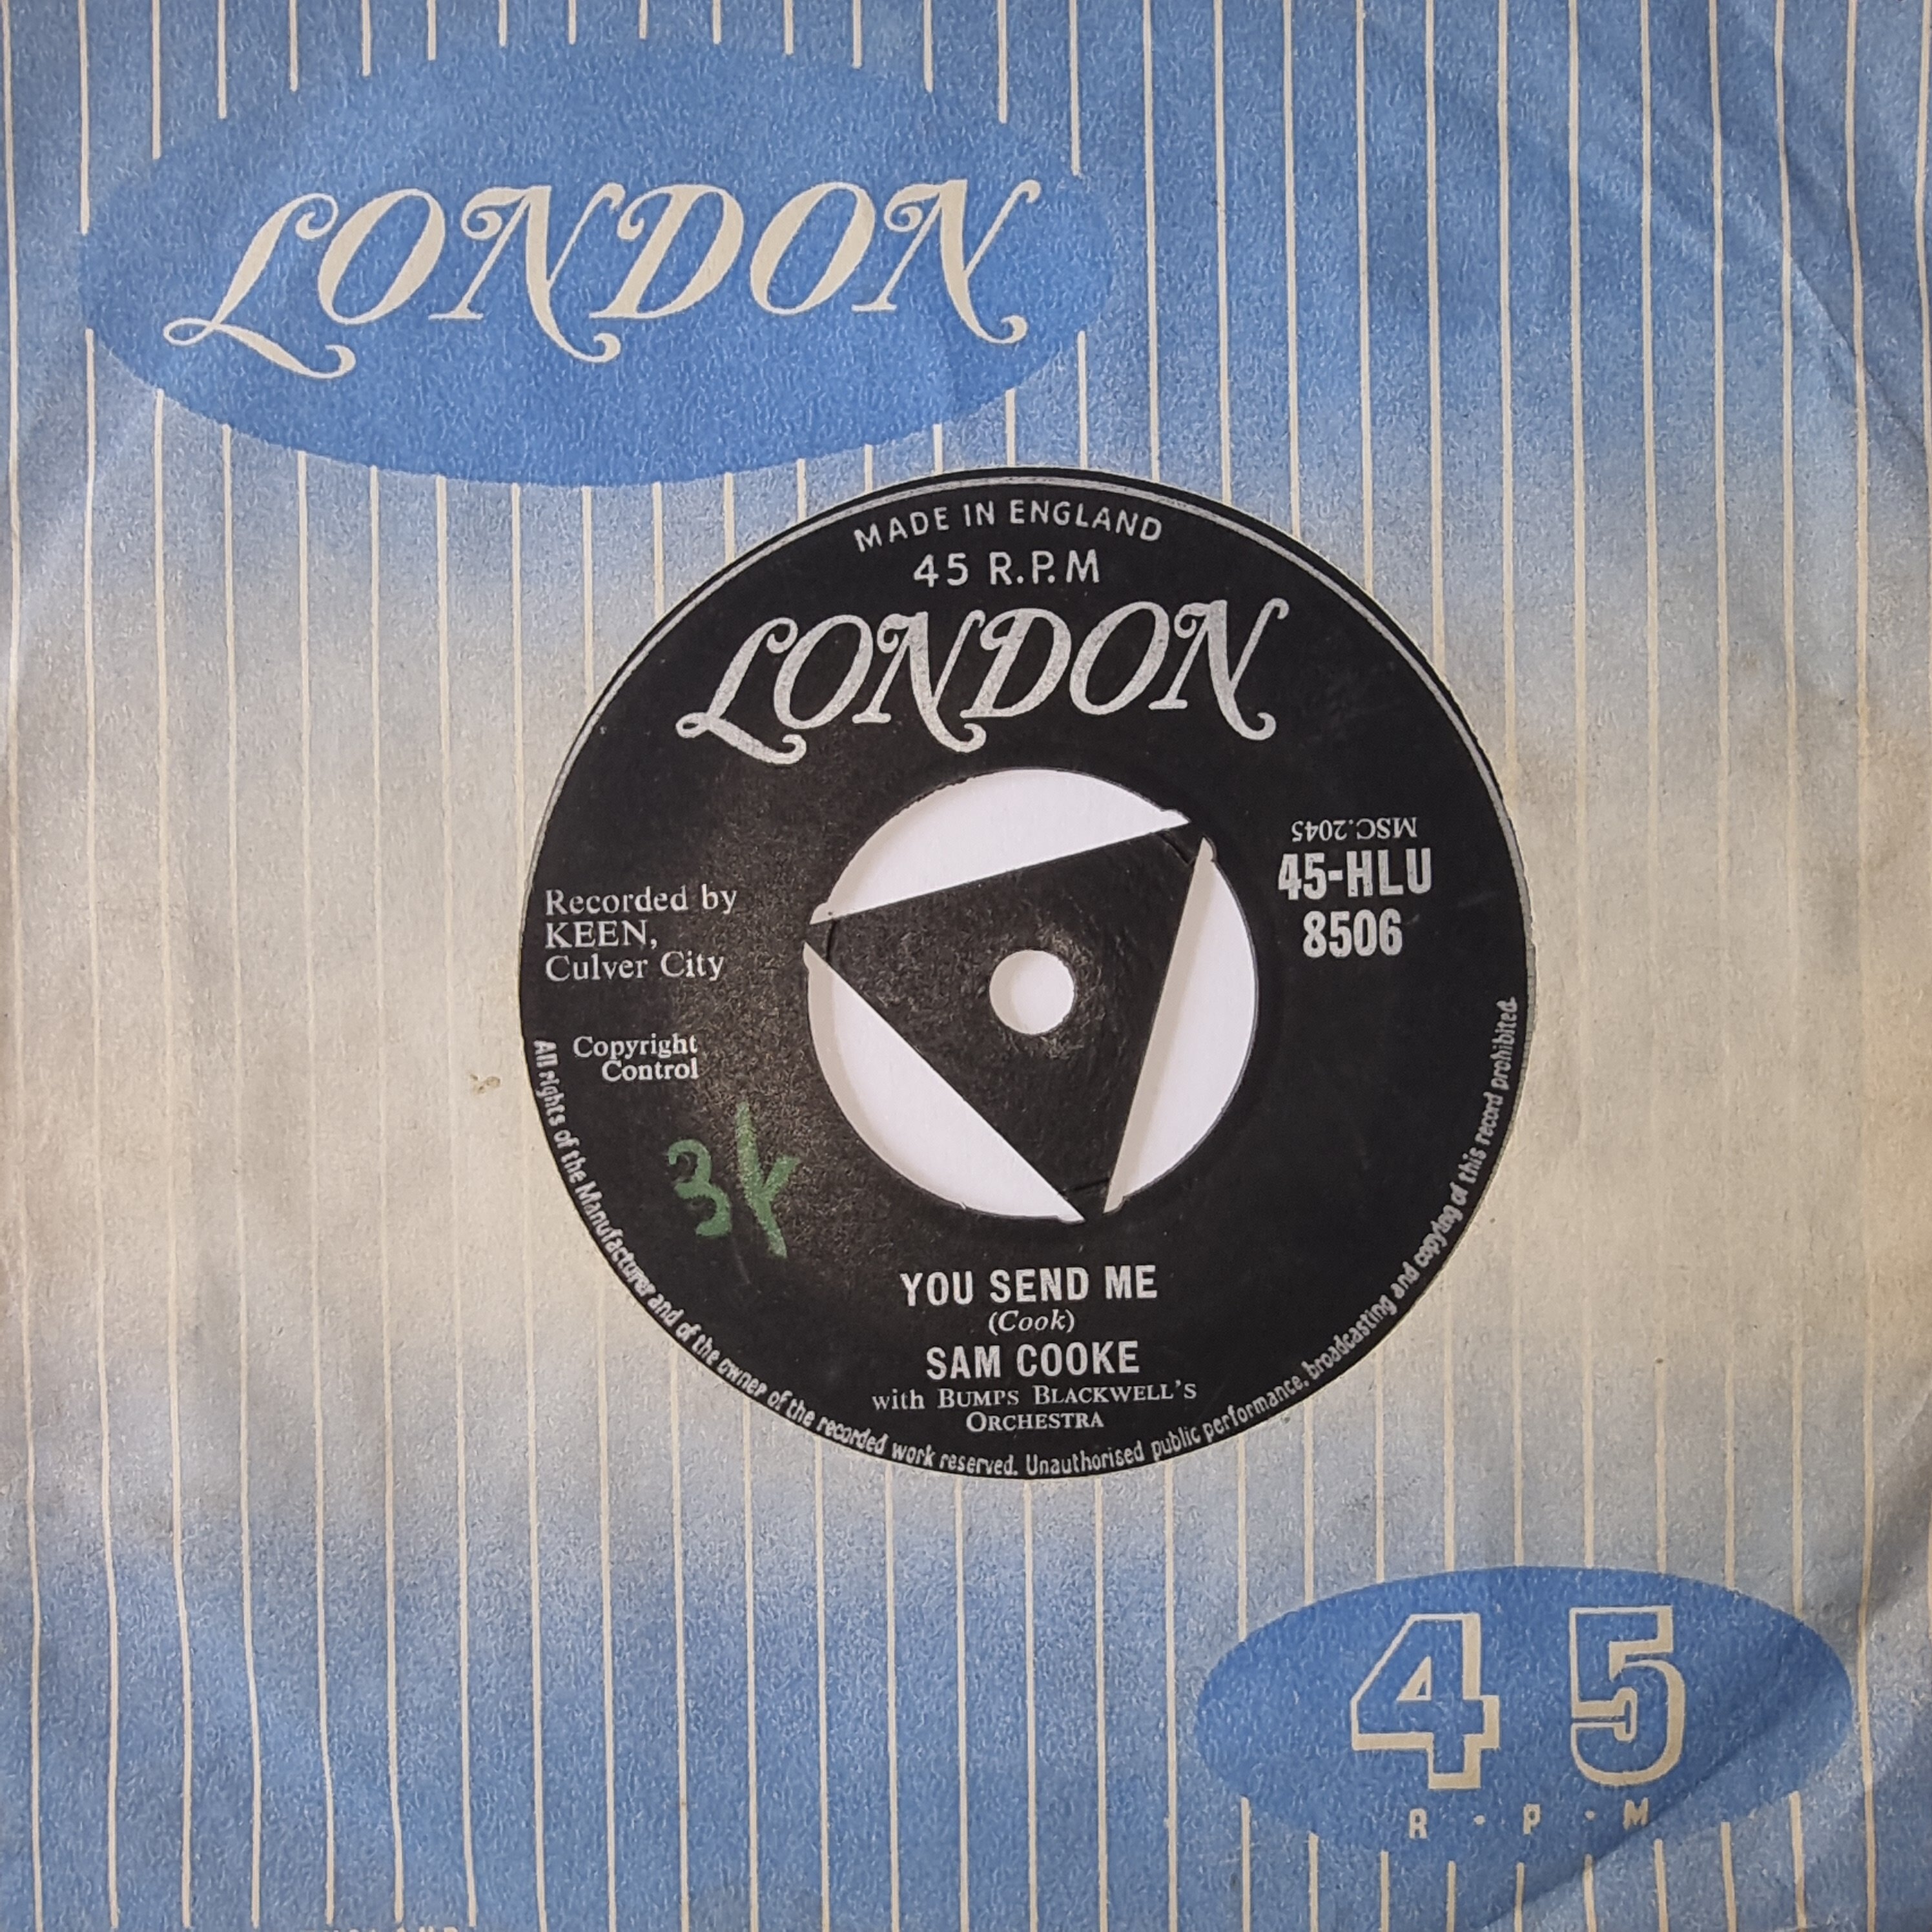 LONDON
MADE IN ENGLAND
45 R.P.M
LONDON
MSC.2045
45-HLU
8506
Recorded by
KEEN,
Culver City
Copyright
Control
3k
YOU SEND ME
(Cook)
SAM COOKE
with BUMPS BLACKWELL'S
ORCHESTRA
All rights of the Manufacturer and of the owner of the recorded work reserved. Unauthorised public performance, broadcasting and copying of this record prohibited.
45
R · P · M